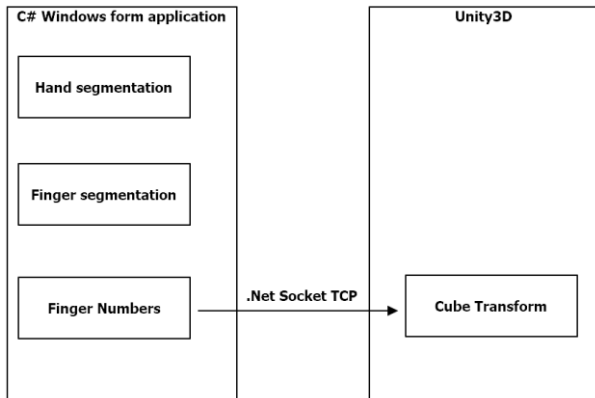 C# Windows form application
Unity3D
Hand segmentation
Finger segmentation
.Net Socket TCP
Finger Numbers
Cube Transform